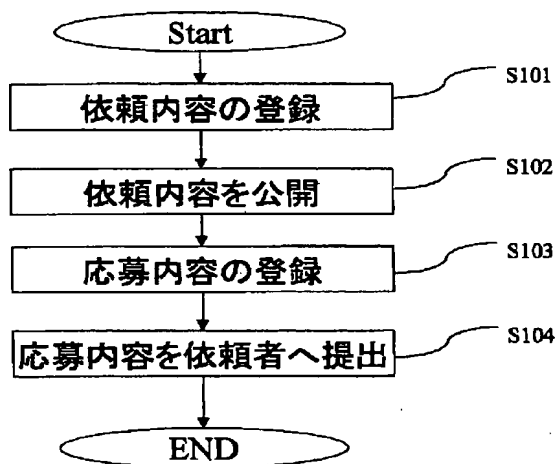 Start
依頼内容の登録
S101
依頼内容を公開
S102
応募内容の登録
S103
応募内容を依頼者へ提出
S104
END